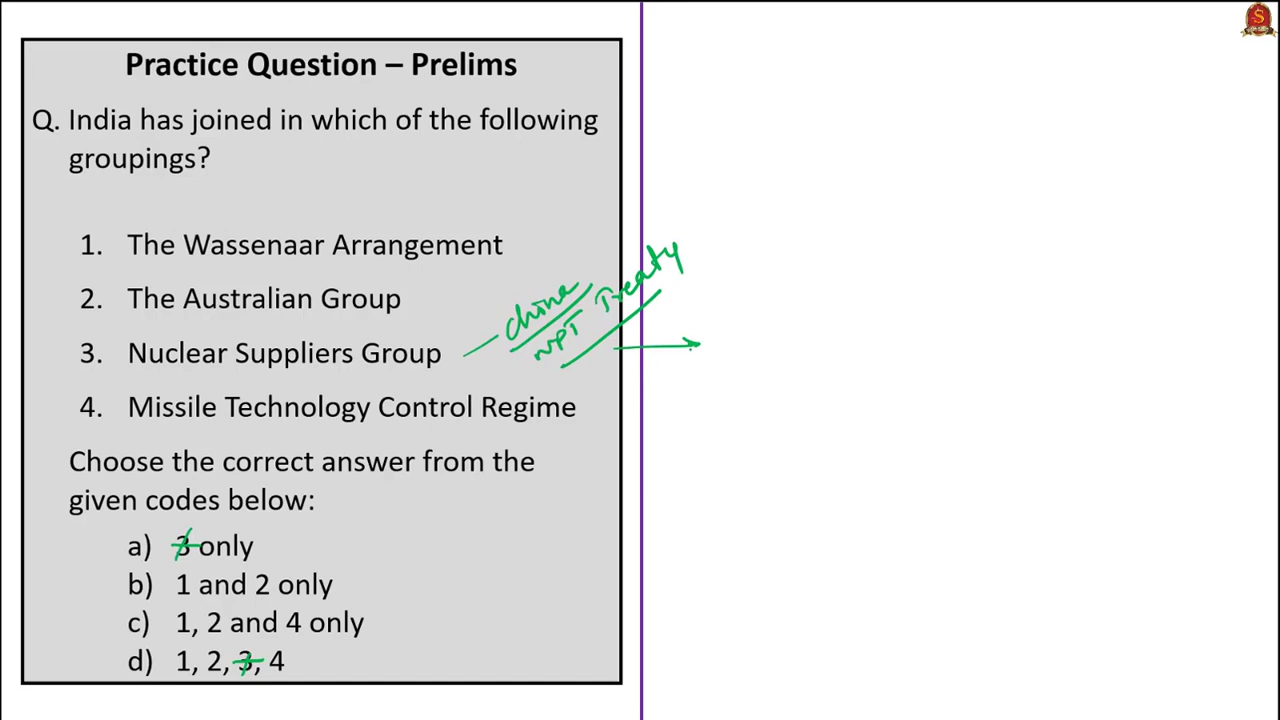 Practice Question – Prelims
Q. India has joined in which of the following
groupings?
1. The Wassenaar Arrangement
2. The Australian Group
3. Nuclear Suppliers Group
china
NPT Treaty
4. Missile Technology Control Regime
Choose the correct answer from the
given codes below:
a) 3 only
b) 1 and 2 only
c) 1, 2 and 4 only
d) 1, 2, 3, 4